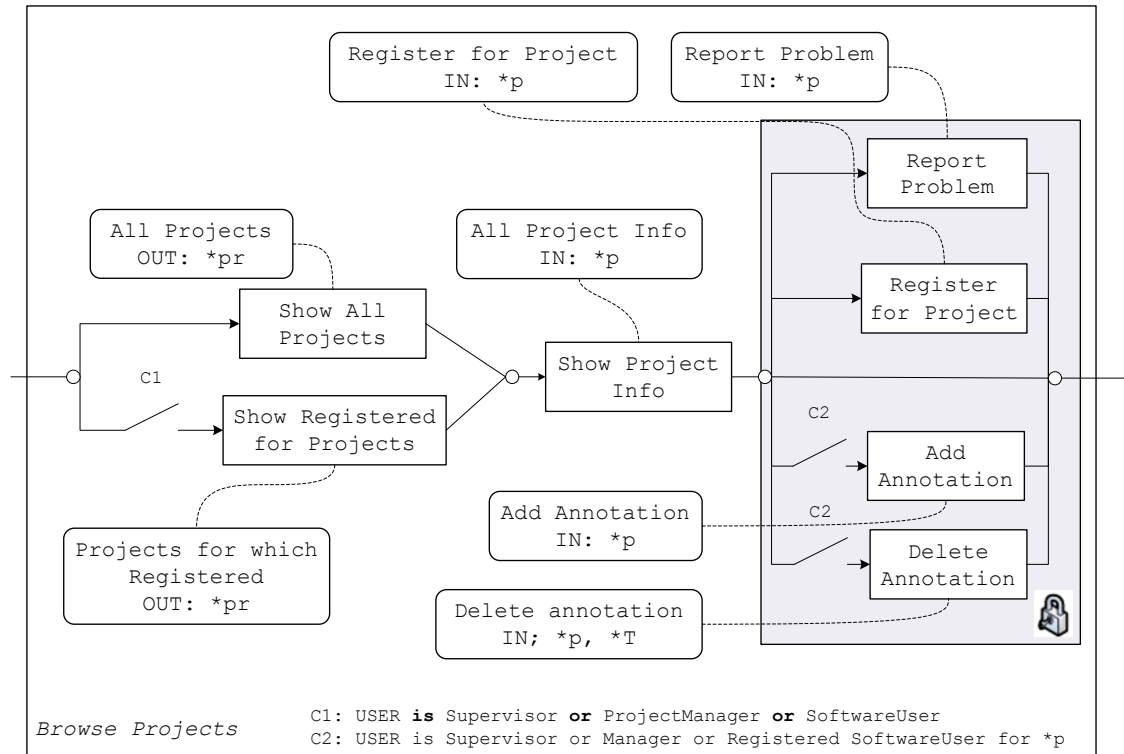 Register for Project
IN: *p
Report Problem
IN: *p
Report
Problem
All Projects
OUT: *pr
All Project Info
IN: *p
Register
for Project
Show All
Projects
Show Project
Info
C1
Show Registered
for Projects
C2
Add
Annotation
Add Annotation
IN: *p
C2
Delete
Annotation
Projects for which
Registered
OUT: *pr
Delete annotation
IN; *p, *T
Browse Projects
C1: USER is Supervisor or ProjectManager or SoftwareUser
C2: USER is Supervisor or Manager or Registered SoftwareUser for *p